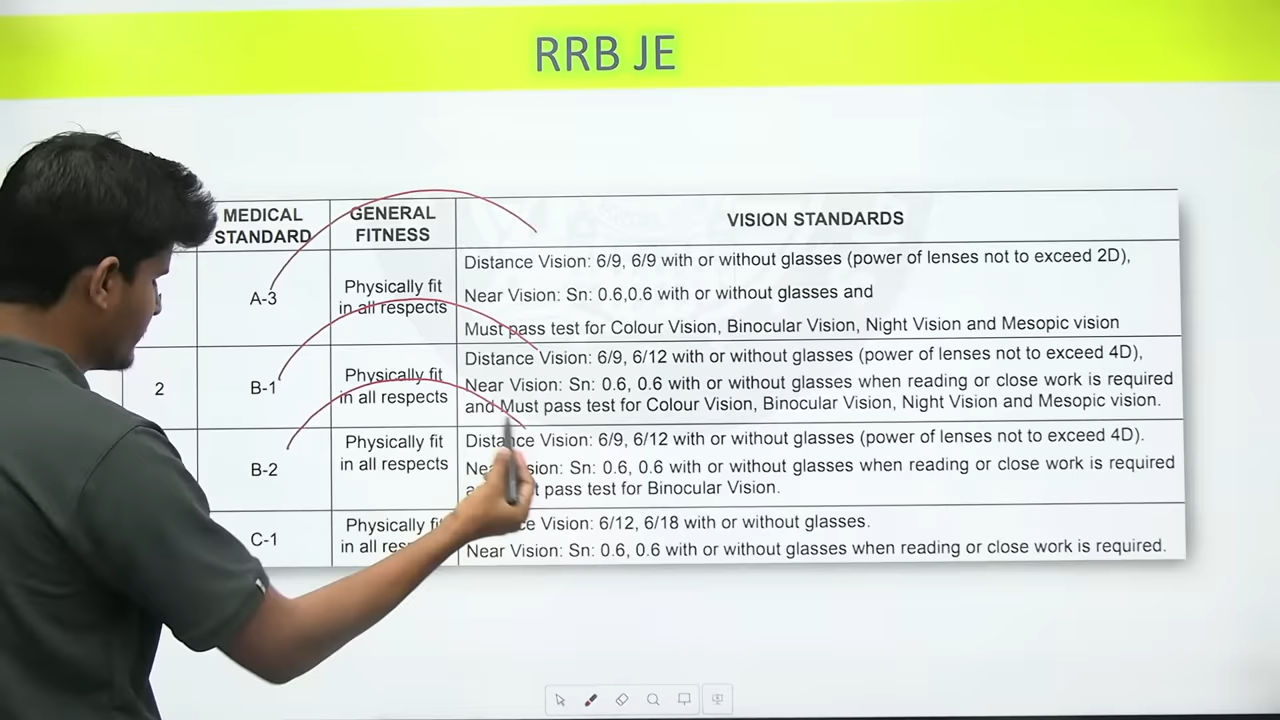 RRB JE
MEDICAL
STANDARD
GENERAL
FITNESS
VISION STANDARDS
A-3
Physically fit
in all respects
Distance Vision: 6/9, 6/9 with or without glasses (power of lenses not to exceed 2D),
Near Vision: Sn: 0.6,0.6 with or without glasses and
Must pass test for Colour Vision, Binocular Vision, Night Vision and Mesopic vision
2
B-1
Physically fit
in all respects
Distance Vision: 6/9, 6/12 with or without glasses (power of lenses not to exceed 4D),
Near Vision: Sn: 0.6, 0.6 with or without glasses when reading or close work is required
and Must pass test for Colour Vision, Binocular Vision, Night Vision and Mesopic vision.
B-2
Physically fit
in all respects
Distance Vision: 6/9, 6/12 with or without glasses (power of lenses not to exceed 4D).
Sn: 0.6, 0.6 with or without glasses when reading or close work is required
pass test for Binocular Vision.
C-1
Physically
in all
Vision: 6/12, 6/18 with or without glasses.
Near Vision: Sn: 0.6, 0.6 with or without glasses when reading or close work is required.